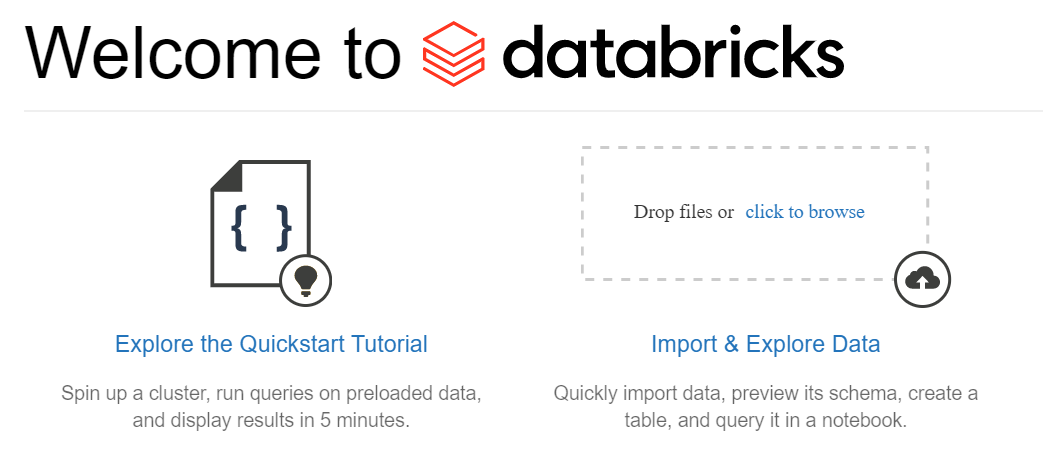 Welcome to databricks
{ }
Drop files or click to browse
Explore the Quickstart Tutorial
Spin up a cluster, run queries on preloaded data,
and display results in 5 minutes.
Import & Explore Data
Quickly import data, preview its schema, create a
table, and query it in a notebook.